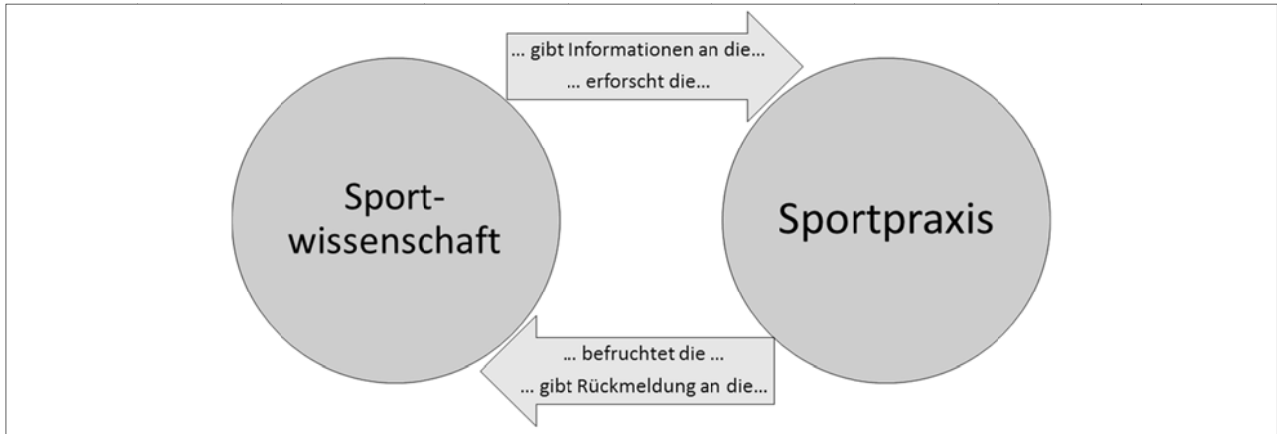 ... gibt Informationen an die...
... erforscht die...
Sport-
wissenschaft
Sportpraxis
... befruchtet die ...
... gibt Rückmeldung an die...